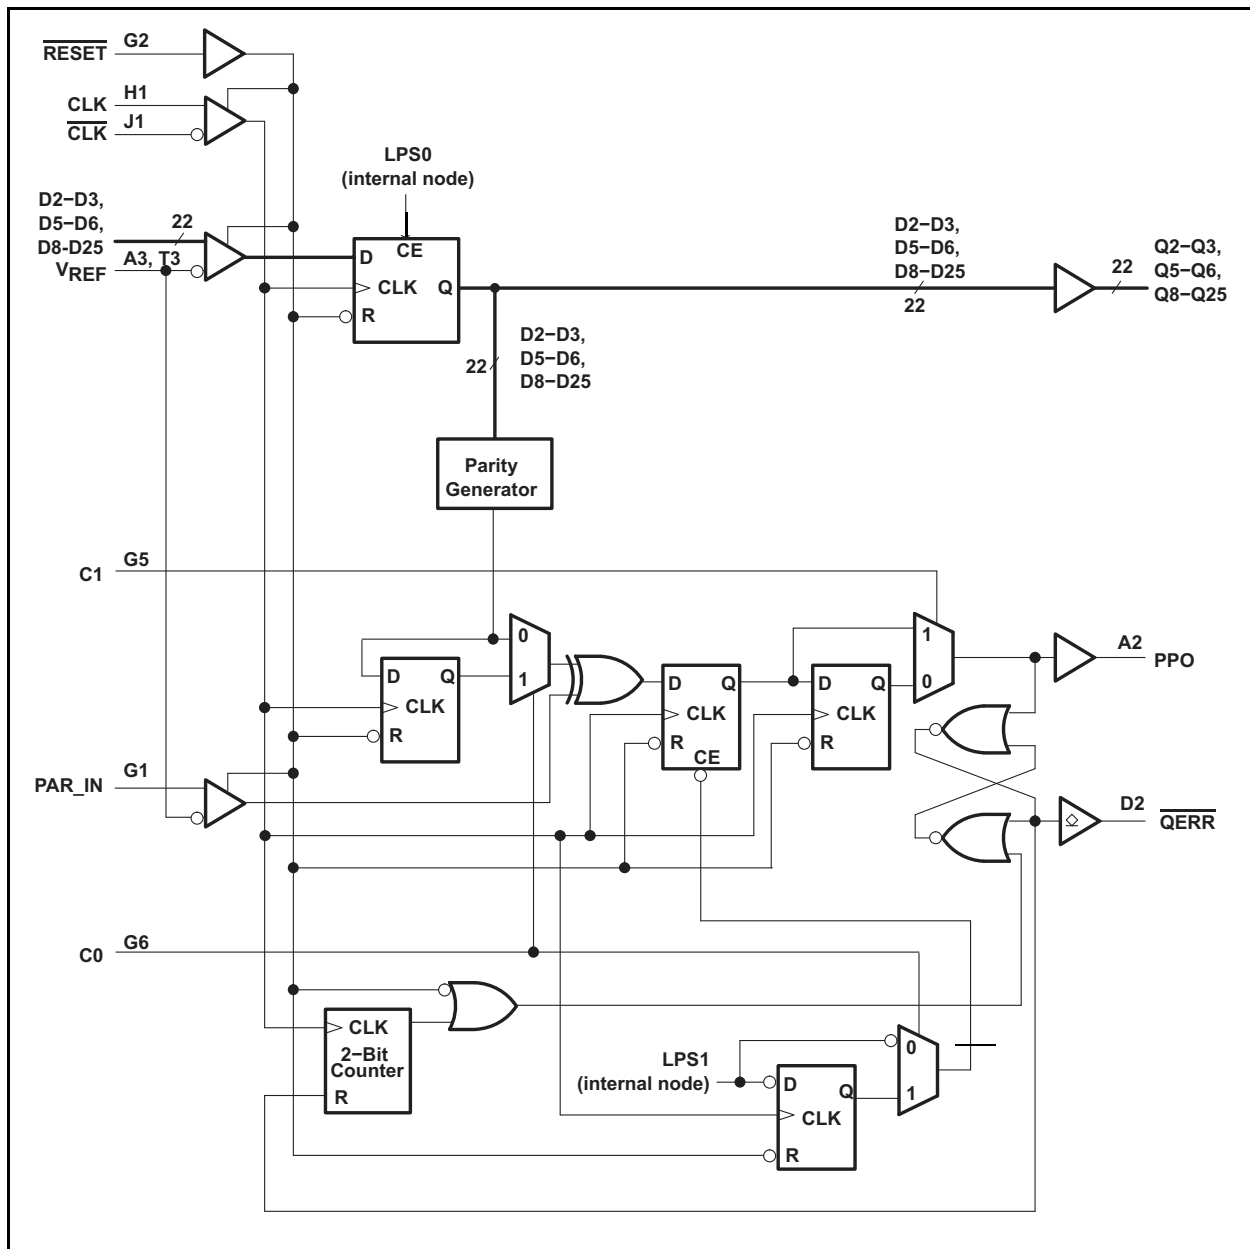 RESET G2
CLK H1
CLK J1
LPS0
(internal node)
D2−D3,
D5−D6,
D8-D25
22
VREF A3, T3
D CE
CLK Q
R
D2−D3,
D5−D6,
D8−D25
22
22
Q2−Q3,
Q5−Q6,
Q8−Q25
22
D2−D3,
D5−D6,
D8−D25
Parity
Generator
C1 G5
0
1
D Q
CLK
R
D Q
CLK
R
CE
D Q
CLK
R
1
0
A2
PPO
PAR_IN G1
D2
QERR
C0 G6
CLK
2−Bit
Counter
R
LPS1
(internal node)
D Q
CLK
R
0
1